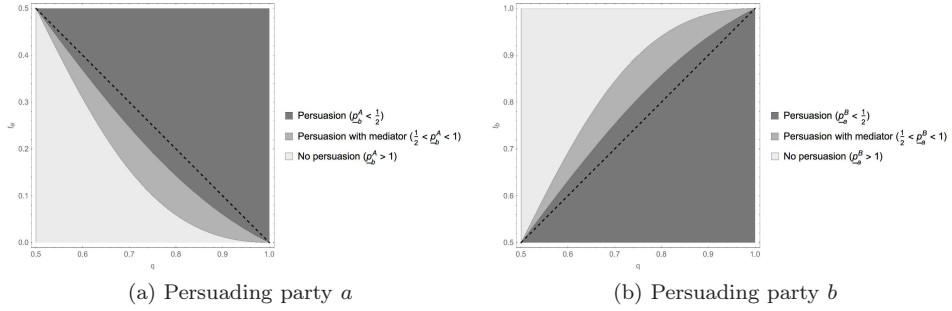 0.5
0.4
0.3
0.2
0.1
0.0
t_a
0.5 0.6 0.7 0.8 0.9 1.0
q
Persuasion (p_b^A < 1/2)
Persuasion with mediator (1/2 < p_b^A < 1)
No persuasion (p_b^A > 1)
(a) Persuading party a
1.0
0.9
0.8
0.7
0.6
0.5
t_b
0.5 0.6 0.7 0.8 0.9 1.0
q
Persuasion (p_a^B < 1/2)
Persuasion with mediator (1/2 < p_a^B < 1)
No persuasion (p_a^B > 1)
(b) Persuading party b